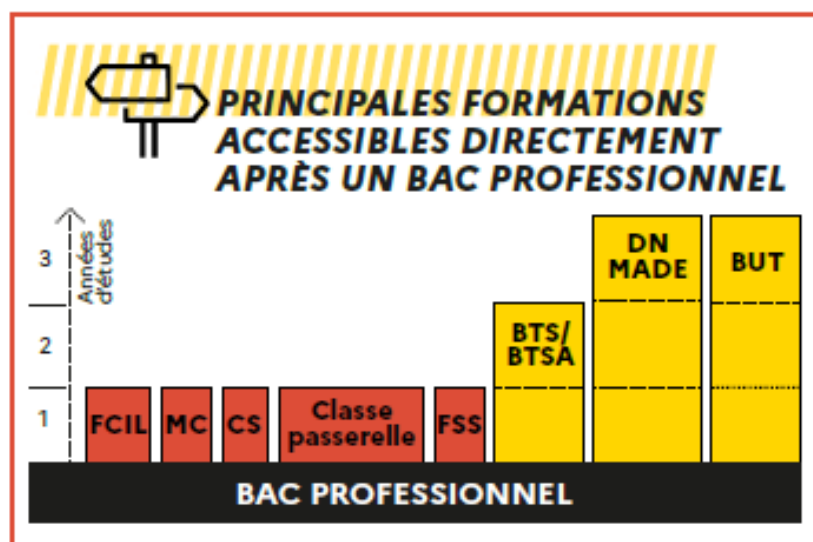 PRINCIPALES FORMATIONS
ACCESSIBLES DIRECTEMENT
APRÈS UN BAC PROFESSIONNEL
Années
d'études
3
2
1
FCIL
MC
CS
Classe
passerelle
FSS
BTS/
BTSA
DN
MADE
BUT
BAC PROFESSIONNEL